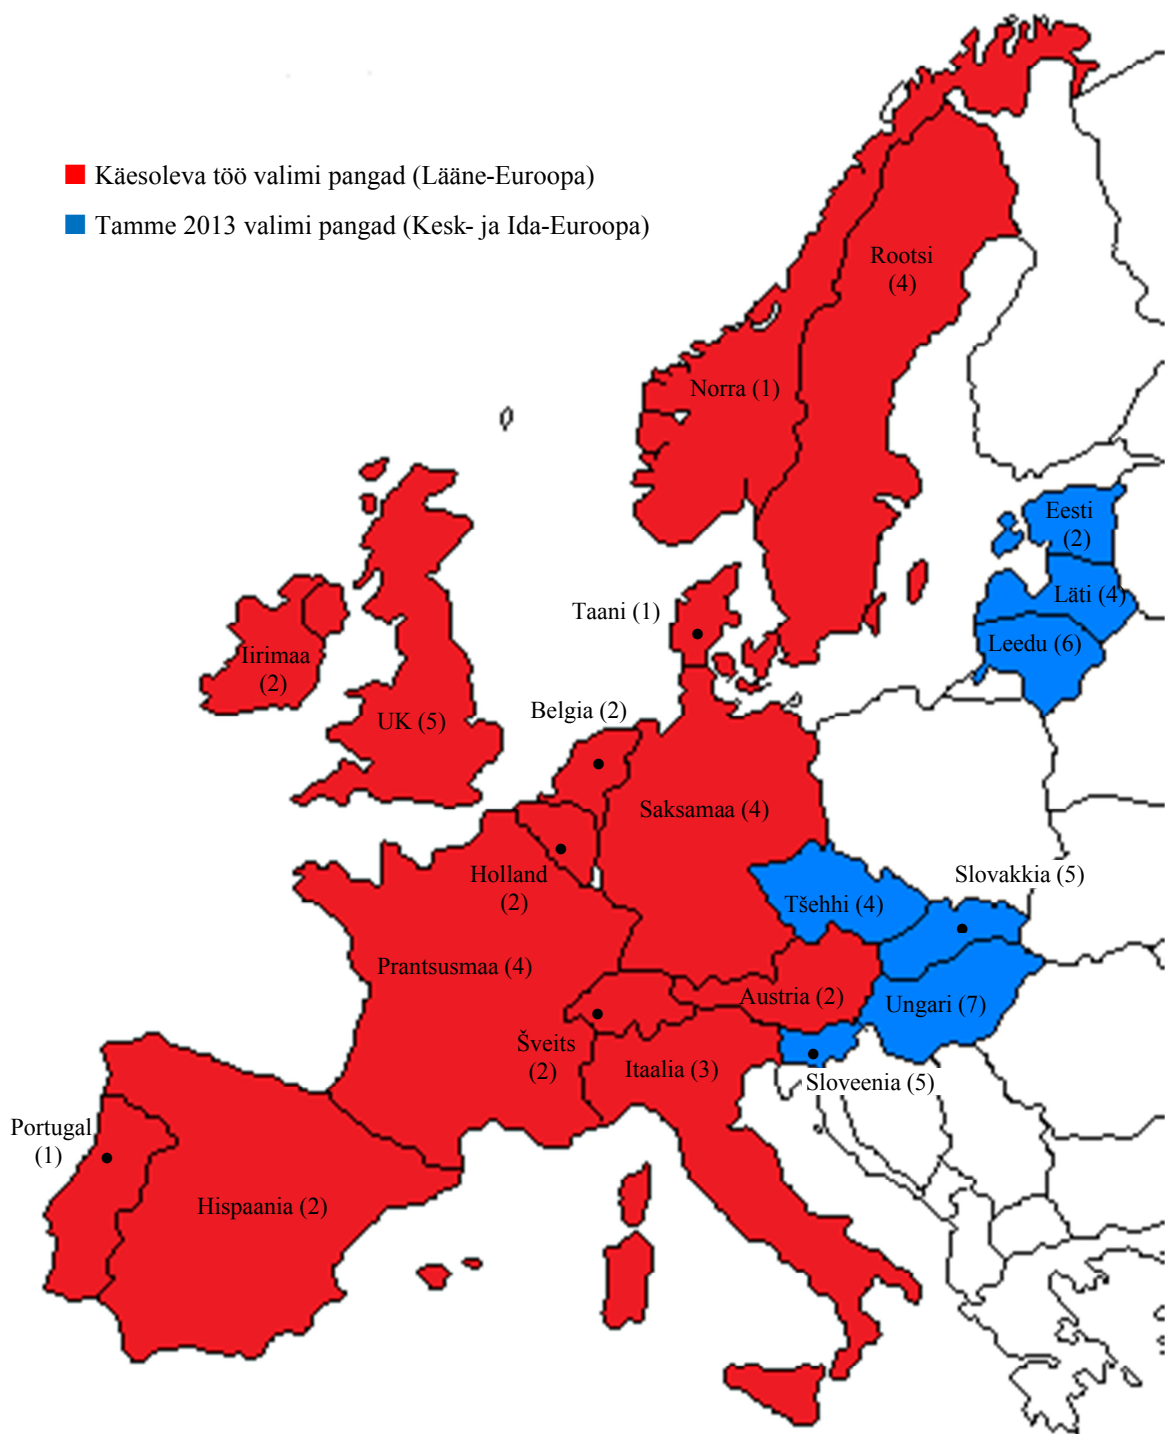 Käesoleva töö valimi pangad (Lääne-Euroopa)
Tamme 2013 valimi pangad (Kesk- ja Ida-Euroopa)
Rootsi
(4)
Norra (1)
Eesti
(2)
Läti (4)
Leedu (6)
Taani (1)
Iirimaa
(2)
UK (5)
Belgia (2)
Saksamaa (4)
Holland
(2)
Slovakkia (5)
Tšehhi (4)
Prantsusmaa (4)
Austria (2)
Ungari (7)
Šveits
(2)
Itaalia (3)
Sloveenia (5)
Portugal
(1)
Hispaania (2)